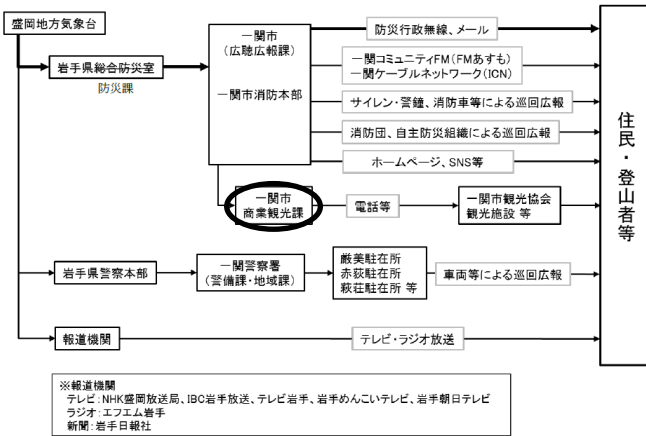 盛岡地方気象台
岩手県総合防災室
防災課
一関市
(広聴広報課)
一関市消防本部
防災行政無線、メール
一関コミュニティFM(FMあすも)
一関ケーブルネットワーク(ICN)
サイレン・警鐘、消防車等による巡回広報
消防団、自主防災組織による巡回広報
ホームページ、SNS等
一関市
商業観光課
電話等
一関市観光協会
観光施設 等
岩手県警察本部
一関警察署
(警備課・地域課)
厳美駐在所
赤荻駐在所
萩荘駐在所 等
車両等による巡回広報
報道機関
テレビ・ラジオ放送
住民・登山者等
※報道機関
テレビ:NHK盛岡放送局、IBC岩手放送、テレビ岩手、岩手めんこいテレビ、岩手朝日テレビ
ラジオ:エフエム岩手
新聞:岩手日報社